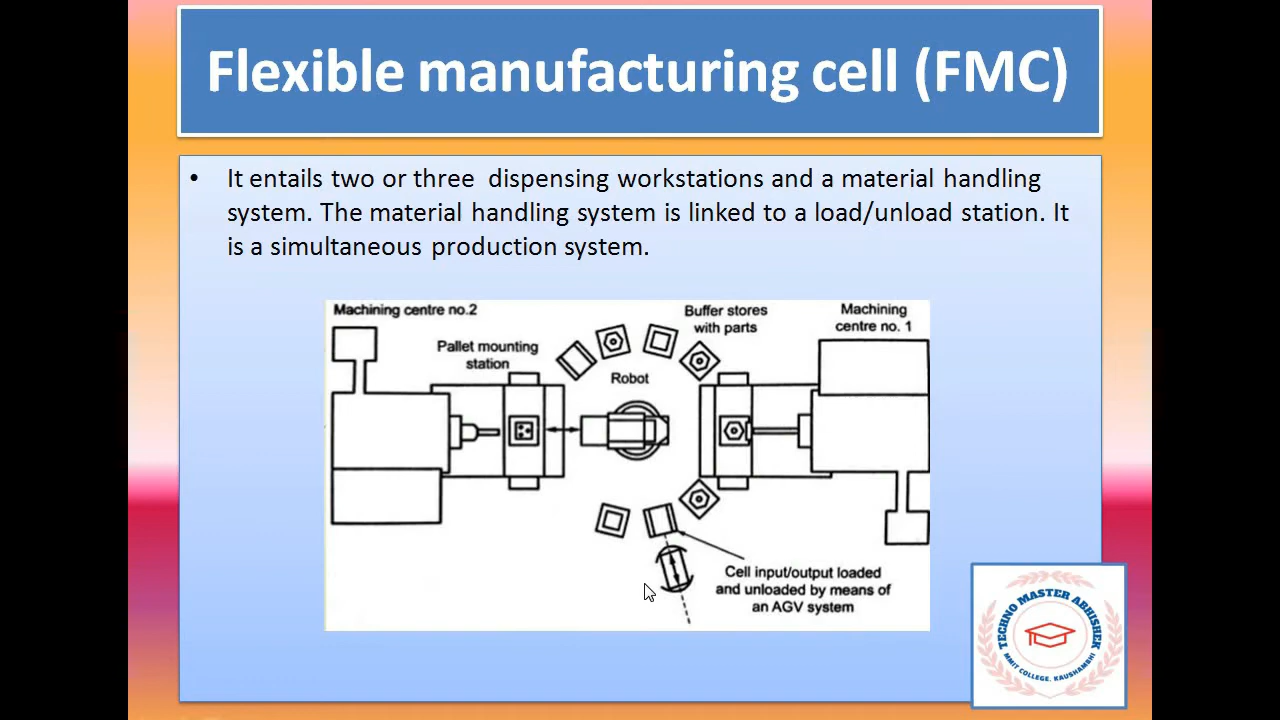 Flexible manufacturing cell (FMC)
• It entails two or three dispensing workstations and a material handling
system. The material handling system is linked to a load/unload station. It
is a simultaneous production system.
Machining centre no.2
Buffer stores
with parts
Machining
centre no. 1
Pallet mounting
station
Robot
Cell input/output loaded
and unloaded by means of
an AGV system
TECHNO MASTER ABHISHEK
MMIT COLLEGE, KAUSHAMBI